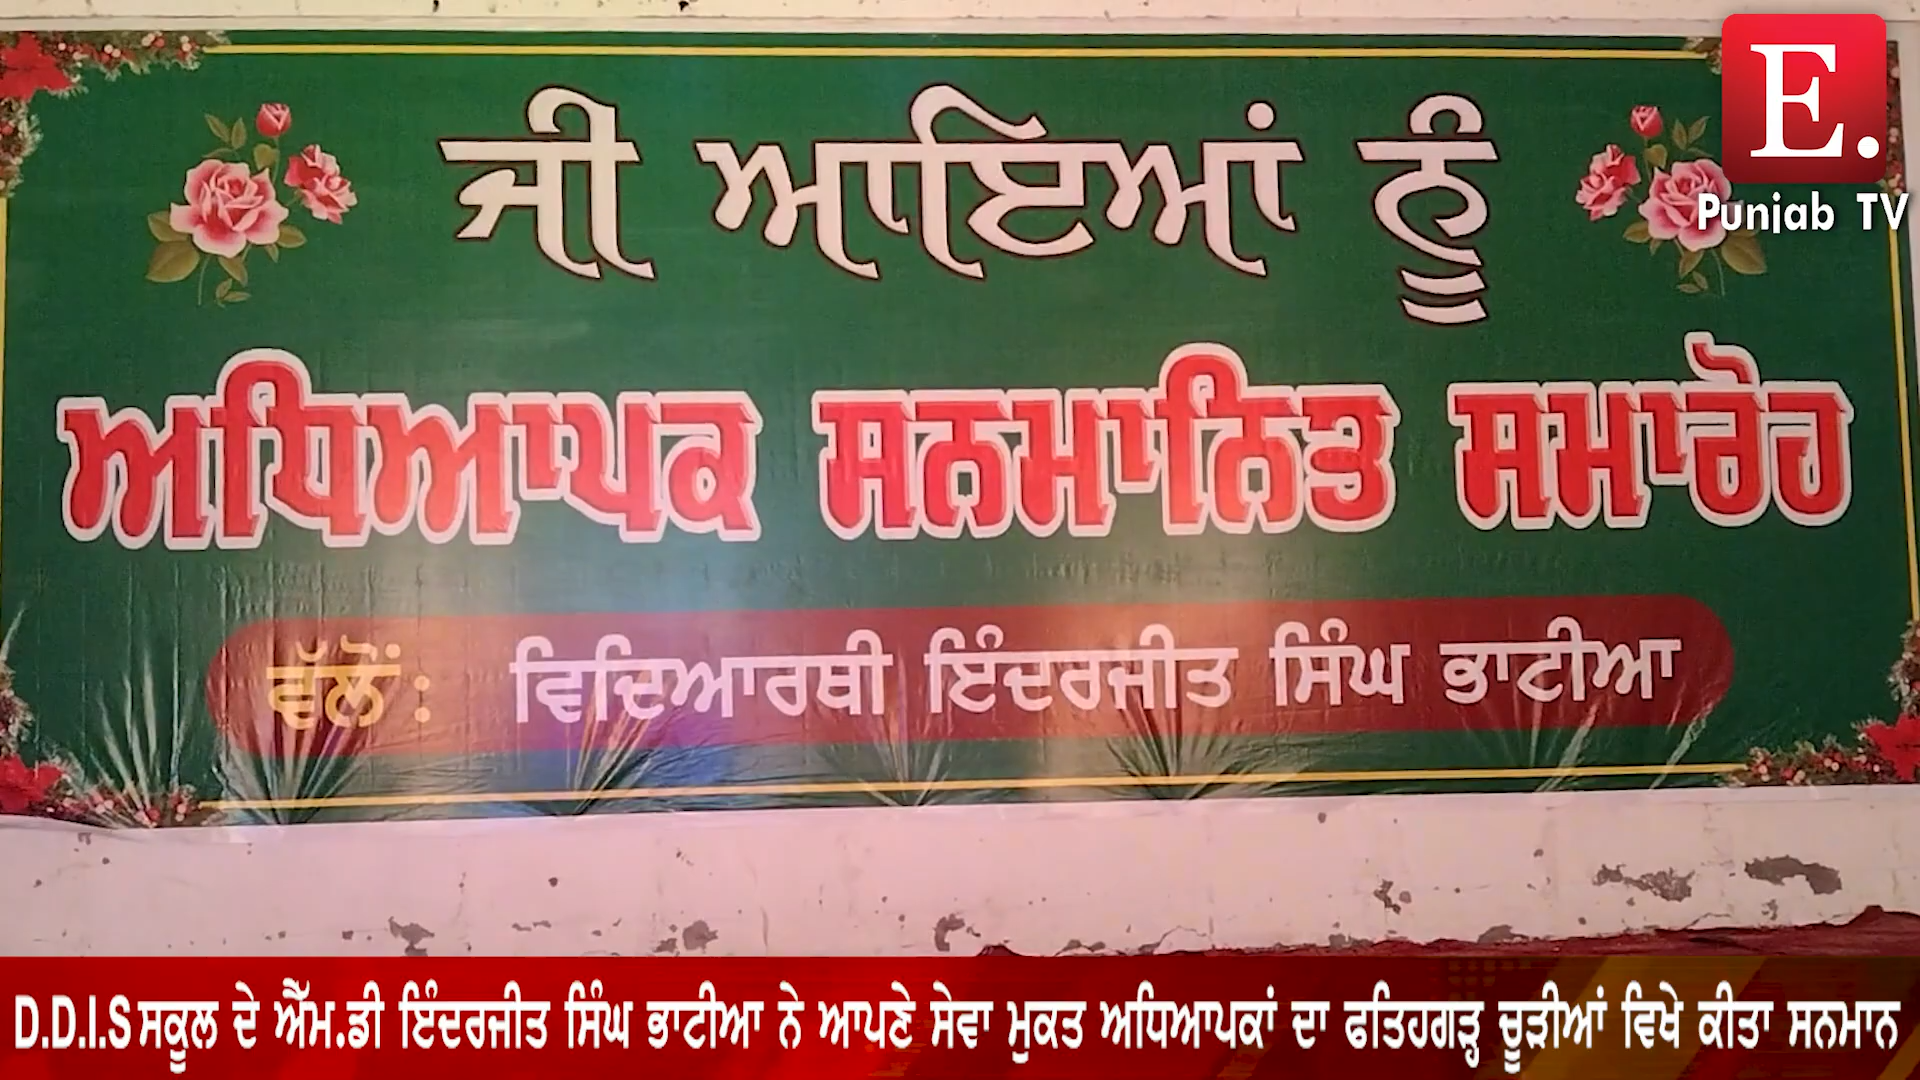 ਜੀ ਆਇਆਂ ਨੂੰ
E.
Punjab TV
ਅਧਿਆਪਕ ਸਨਮਾਨਿਤ ਸਮਾਰੋਹ
ਵੱਲੋਂ : ਵਿਦਿਆਰਥੀ ਇੰਦਰਜੀਤ ਸਿੰਘ ਭਾਟੀਆ
D.D.I.S ਸਕੂਲ ਦੇ ਐੱਮ.ਡੀ ਇੰਦਰਜੀਤ ਸਿੰਘ ਭਾਟੀਆ ਨੇ ਆਪਣੇ ਸੇਵਾ ਮੁਕਤ ਅਧਿਆਪਕਾਂ ਦਾ ਫਤਿਹਗੜ੍ਹ ਚੂੜੀਆਂ ਵਿਖੇ ਕੀਤਾ ਸਨਮਾਨ